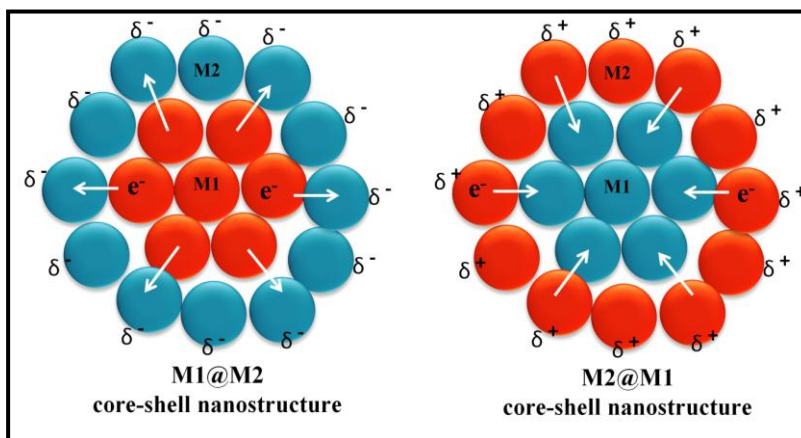 δ⁻ δ⁻ δ⁻
M2
δ⁻ δ⁻
δ⁻ e⁻ M1 e⁻ δ⁻
δ⁻ δ⁻
δ⁻ δ⁻
M1@M2
core-shell nanostructure
δ⁺ δ⁺ δ⁺
M2
δ⁺ δ⁺
δ⁺ e⁻ M1 e⁻ δ⁺
δ⁺ δ⁺
δ⁺ δ⁺ δ⁺
M2@M1
core-shell nanostructure